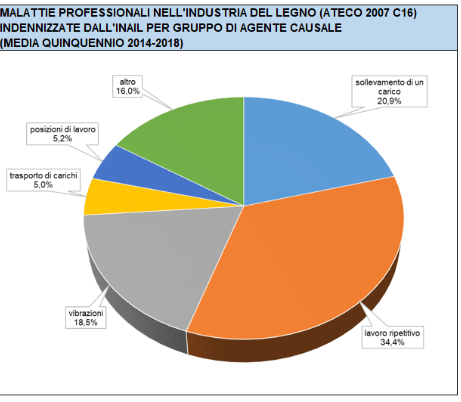 MALATTIE PROFESSIONALI NELL'INDUSTRIA DEL LEGNO (ATECO 2007 C16)
INDENNIZZATE DALL'INAIL PER GRUPPO DI AGENTE CAUSALE
(MEDIA QUINQUENNIO 2014-2018)
altro
16,0%
sollevamento di un
carico
20,9%
posizioni di lavoro
5,2%
trasporto di carichi
5,0%
vibrazioni
18,5%
lavoro ripetitivo
34,4%